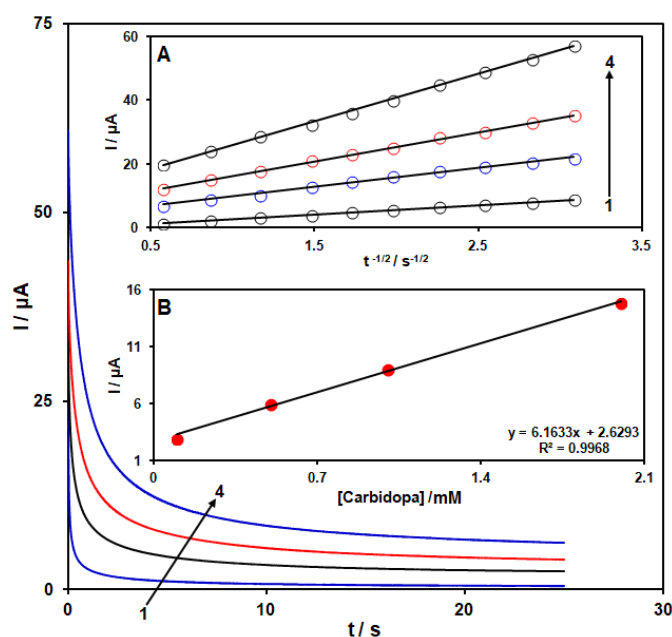 75
50
25
0
I / µA
0
10
20
30
t / s
1
4
A
60
40
20
0
I / µA
0.5
1.5
2.5
3.5
t -1/2 / s-1/2
4
1
B
16
11
6
1
I / µA
0
0.7
1.4
2.1
[Carbidopa] /mM
y = 6.1633x + 2.6293
R² = 0.9968